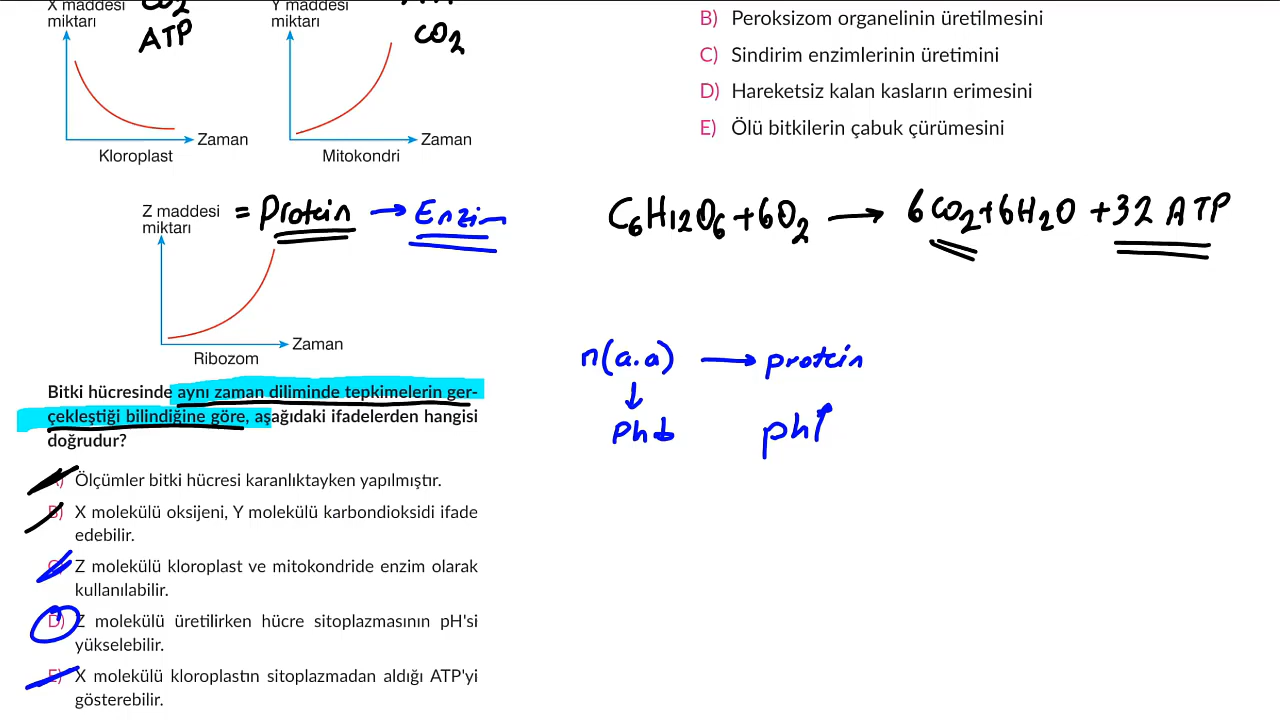 X maddesi
miktarı
CO2
ATP
Zaman
Kloroplast
Y maddesi
miktarı
CO2
Zaman
Mitokondri
Z maddesi
miktarı
= Protein → Enzim
Zaman
Ribozom
Bitki hücresinde aynı zaman diliminde tepkimelerin ger-
çekleştiği bilindiğine göre, aşağıdaki ifadelerden hangisi
doğrudur?
A) Ölçümler bitki hücresi karanlıktayken yapılmıştır.
B) X molekülü oksijeni, Y molekülü karbondioksidi ifade
edebilir.
C) Z molekülü kloroplast ve mitokondride enzim olarak
kullanılabilir.
D) Z molekülü üretilirken hücre sitoplazmasının pH'si
yükselebilir.
E) X molekülü kloroplastın sitoplazmadan aldığı ATP'yi
gösterebilir.
B) Peroksizom organelinin üretilmesini
C) Sindirim enzimlerinin üretimini
D) Hareketsiz kalan kasların erimesini
E) Ölü bitkilerin çabuk çürümesini
C6H12O6+6O2 → 6CO2+6H2O +32 ATP
n(a.a) → protein
↓
Ph↓ ph↑